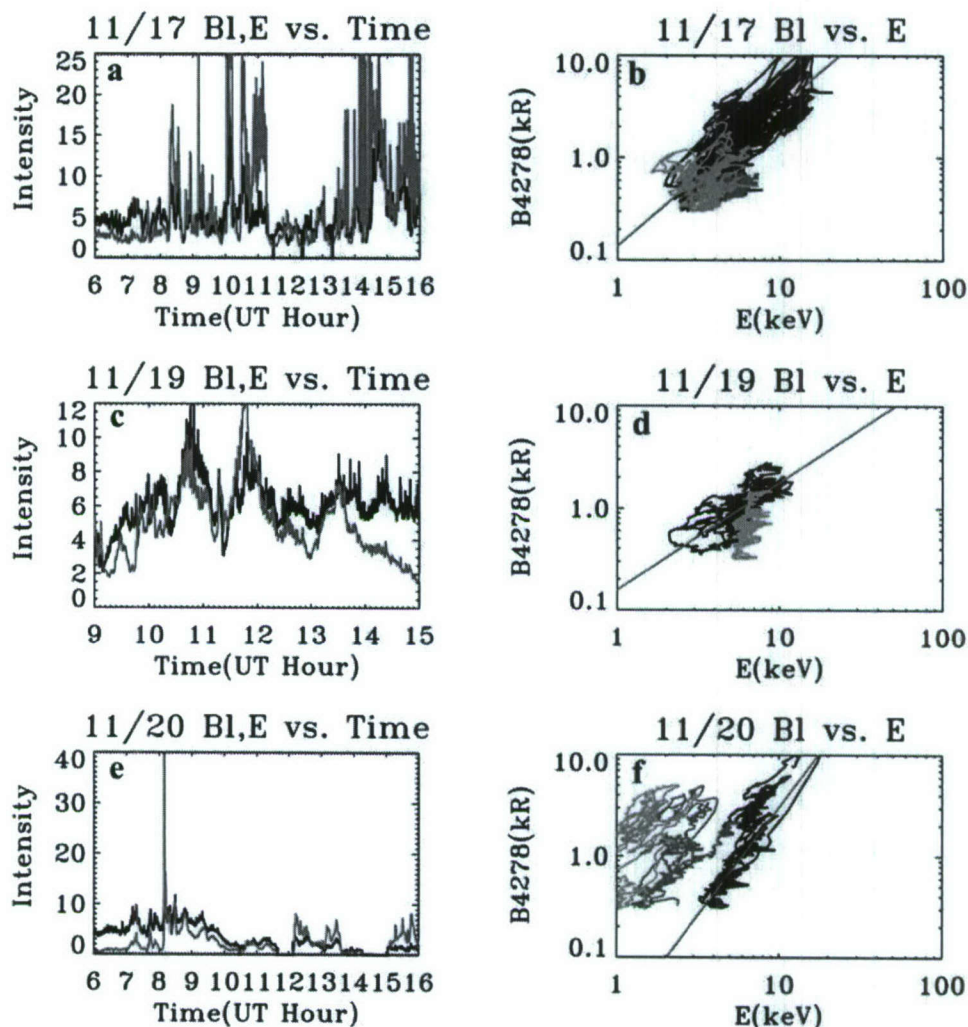 11/17 Bl,E vs. Time
a
25
20
15
10
5
0
Intensity
6 7 8 9 10 11 12 13 14 15 16
Time(UT Hour)
11/17 Bl vs. E
b
10.0
1.0
0.1
B4278(kR)
1 10 100
E(keV)
11/19 Bl,E vs. Time
c
12
10
8
6
4
2
0
Intensity
9 10 11 12 13 14 15
Time(UT Hour)
11/19 Bl vs. E
d
10.0
1.0
0.1
B4278(kR)
1 10 100
E(keV)
11/20 Bl,E vs. Time
e
40
30
20
10
0
Intensity
6 7 8 9 10 11 12 13 14 15 16
Time(UT Hour)
11/20 Bl vs. E
f
10.0
1.0
0.1
B4278(kR)
1 10 100
E(keV)